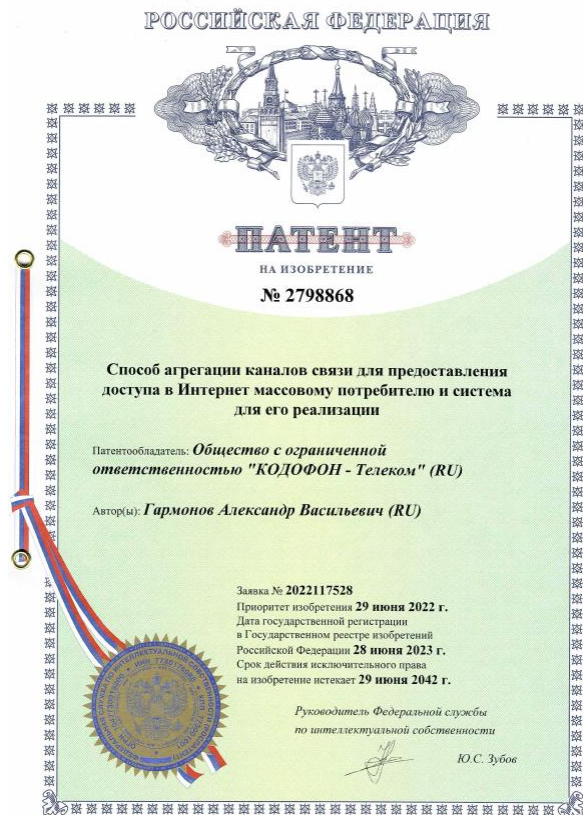 РОССИЙСКАЯ ФЕДЕРАЦИЯ
ПАТЕНТ
НА ИЗОБРЕТЕНИЕ
№ 2798868
Способ агрегации каналов связи для предоставления
доступа в Интернет массовому потребителю и система
для его реализации
Патентообладатель: Общество с ограниченной
ответственностью "КОДОФОН - Телеком" (RU)
Автор(ы): Гармонов Александр Васильевич (RU)
Заявка № 2022117528
Приоритет изобретения 29 июня 2022 г.
Дата государственной регистрации
в Государственном реестре изобретений
Российской Федерации 28 июня 2023 г.
Срок действия исключительного права
на изобретение истекает 29 июня 2042 г.
Руководитель Федеральной службы
по интеллектуальной собственности
Ю.С. Зубов